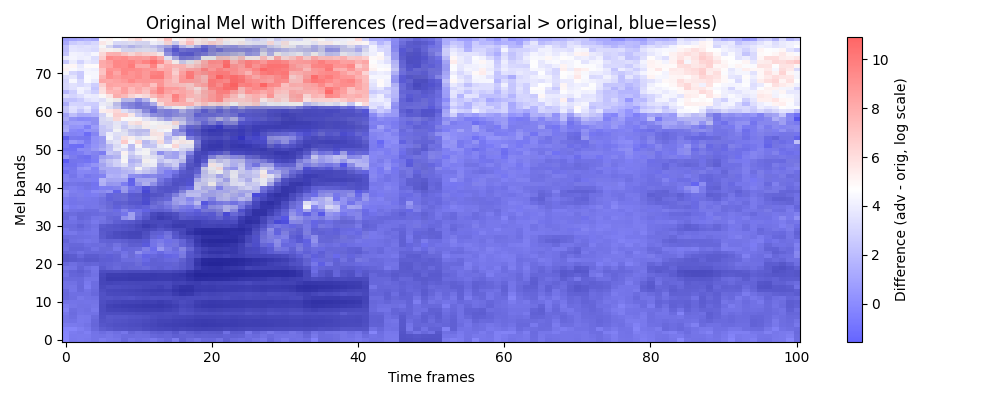 Original Mel with Differences (red=adversarial > original, blue=less)
Mel bands
70
60
50
40
30
20
10
0
0 20 40 60 80 100
Time frames
10
8
6
4
2
0
Difference (adv - orig, log scale)